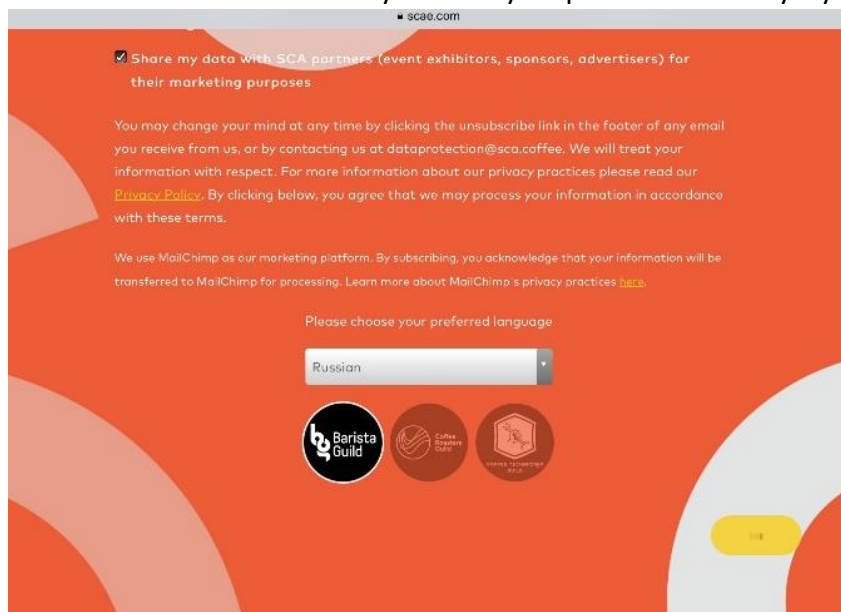 scae.com
Share my data with SCA partners (event exhibitors, sponsors, advertisers) for
their marketing purposes
You may change your mind at any time by clicking the unsubscribe link in the footer of any email
you receive from us, or by contacting us at dataprotection@sca.coffee. We will treat your
information with respect. For more information about our privacy practices please read our
Privacy Policy. By clicking below, you agree that we may process your information in accordance
with these terms.
We use MailChimp as our marketing platform. By subscribing, you acknowledge that your information will be
transferred to MailChimp for processing. Learn more about MailChimp's privacy practices here.
Please choose your preferred language
Russian
Barista
Guild
Coffee
Roasters
Guild
COFFEE TECHNICIANS
GUILD